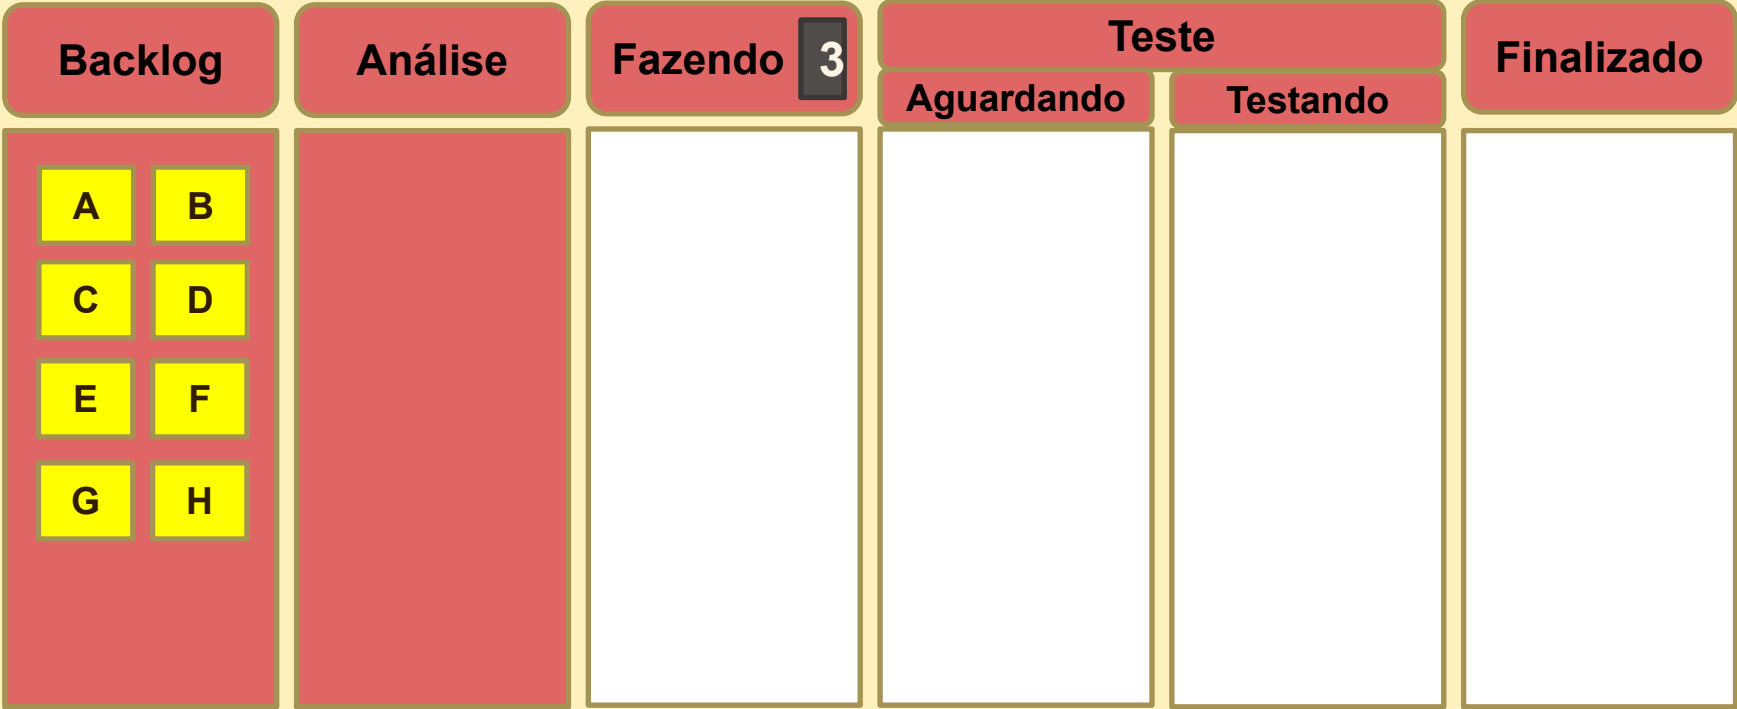 Backlog
Análise
Fazendo 3
Teste
Aguardando
Testando
Finalizado
A B
C D
E F
G H